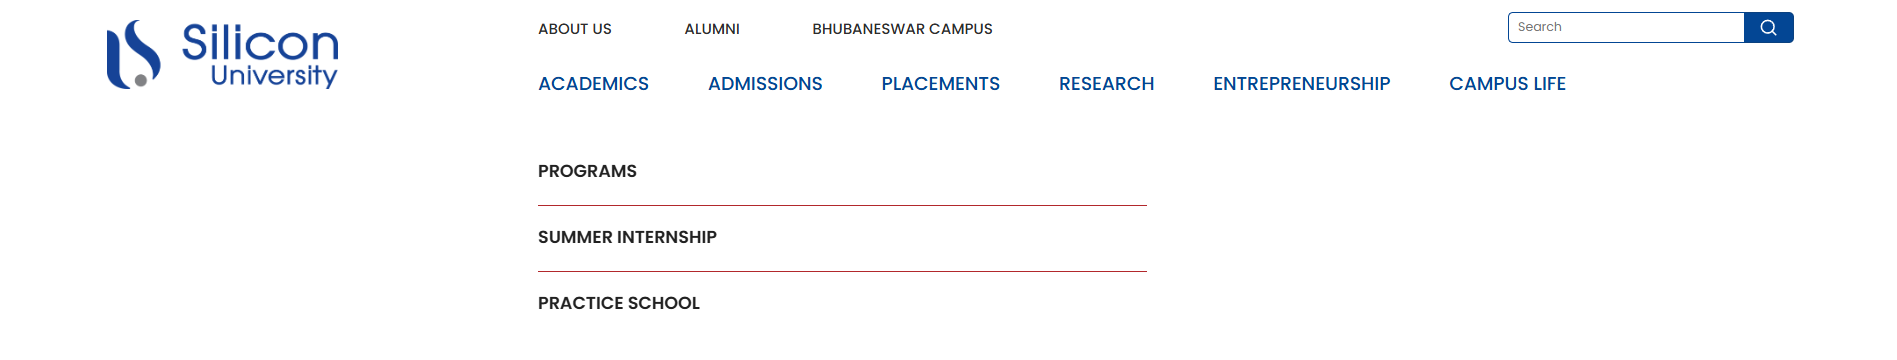 Silicon
University
ABOUT US ALUMNI BHUBANESWAR CAMPUS
Search
ACADEMICS ADMISSIONS PLACEMENTS RESEARCH ENTREPRENEURSHIP CAMPUS LIFE
PROGRAMS
SUMMER INTERNSHIP
PRACTICE SCHOOL